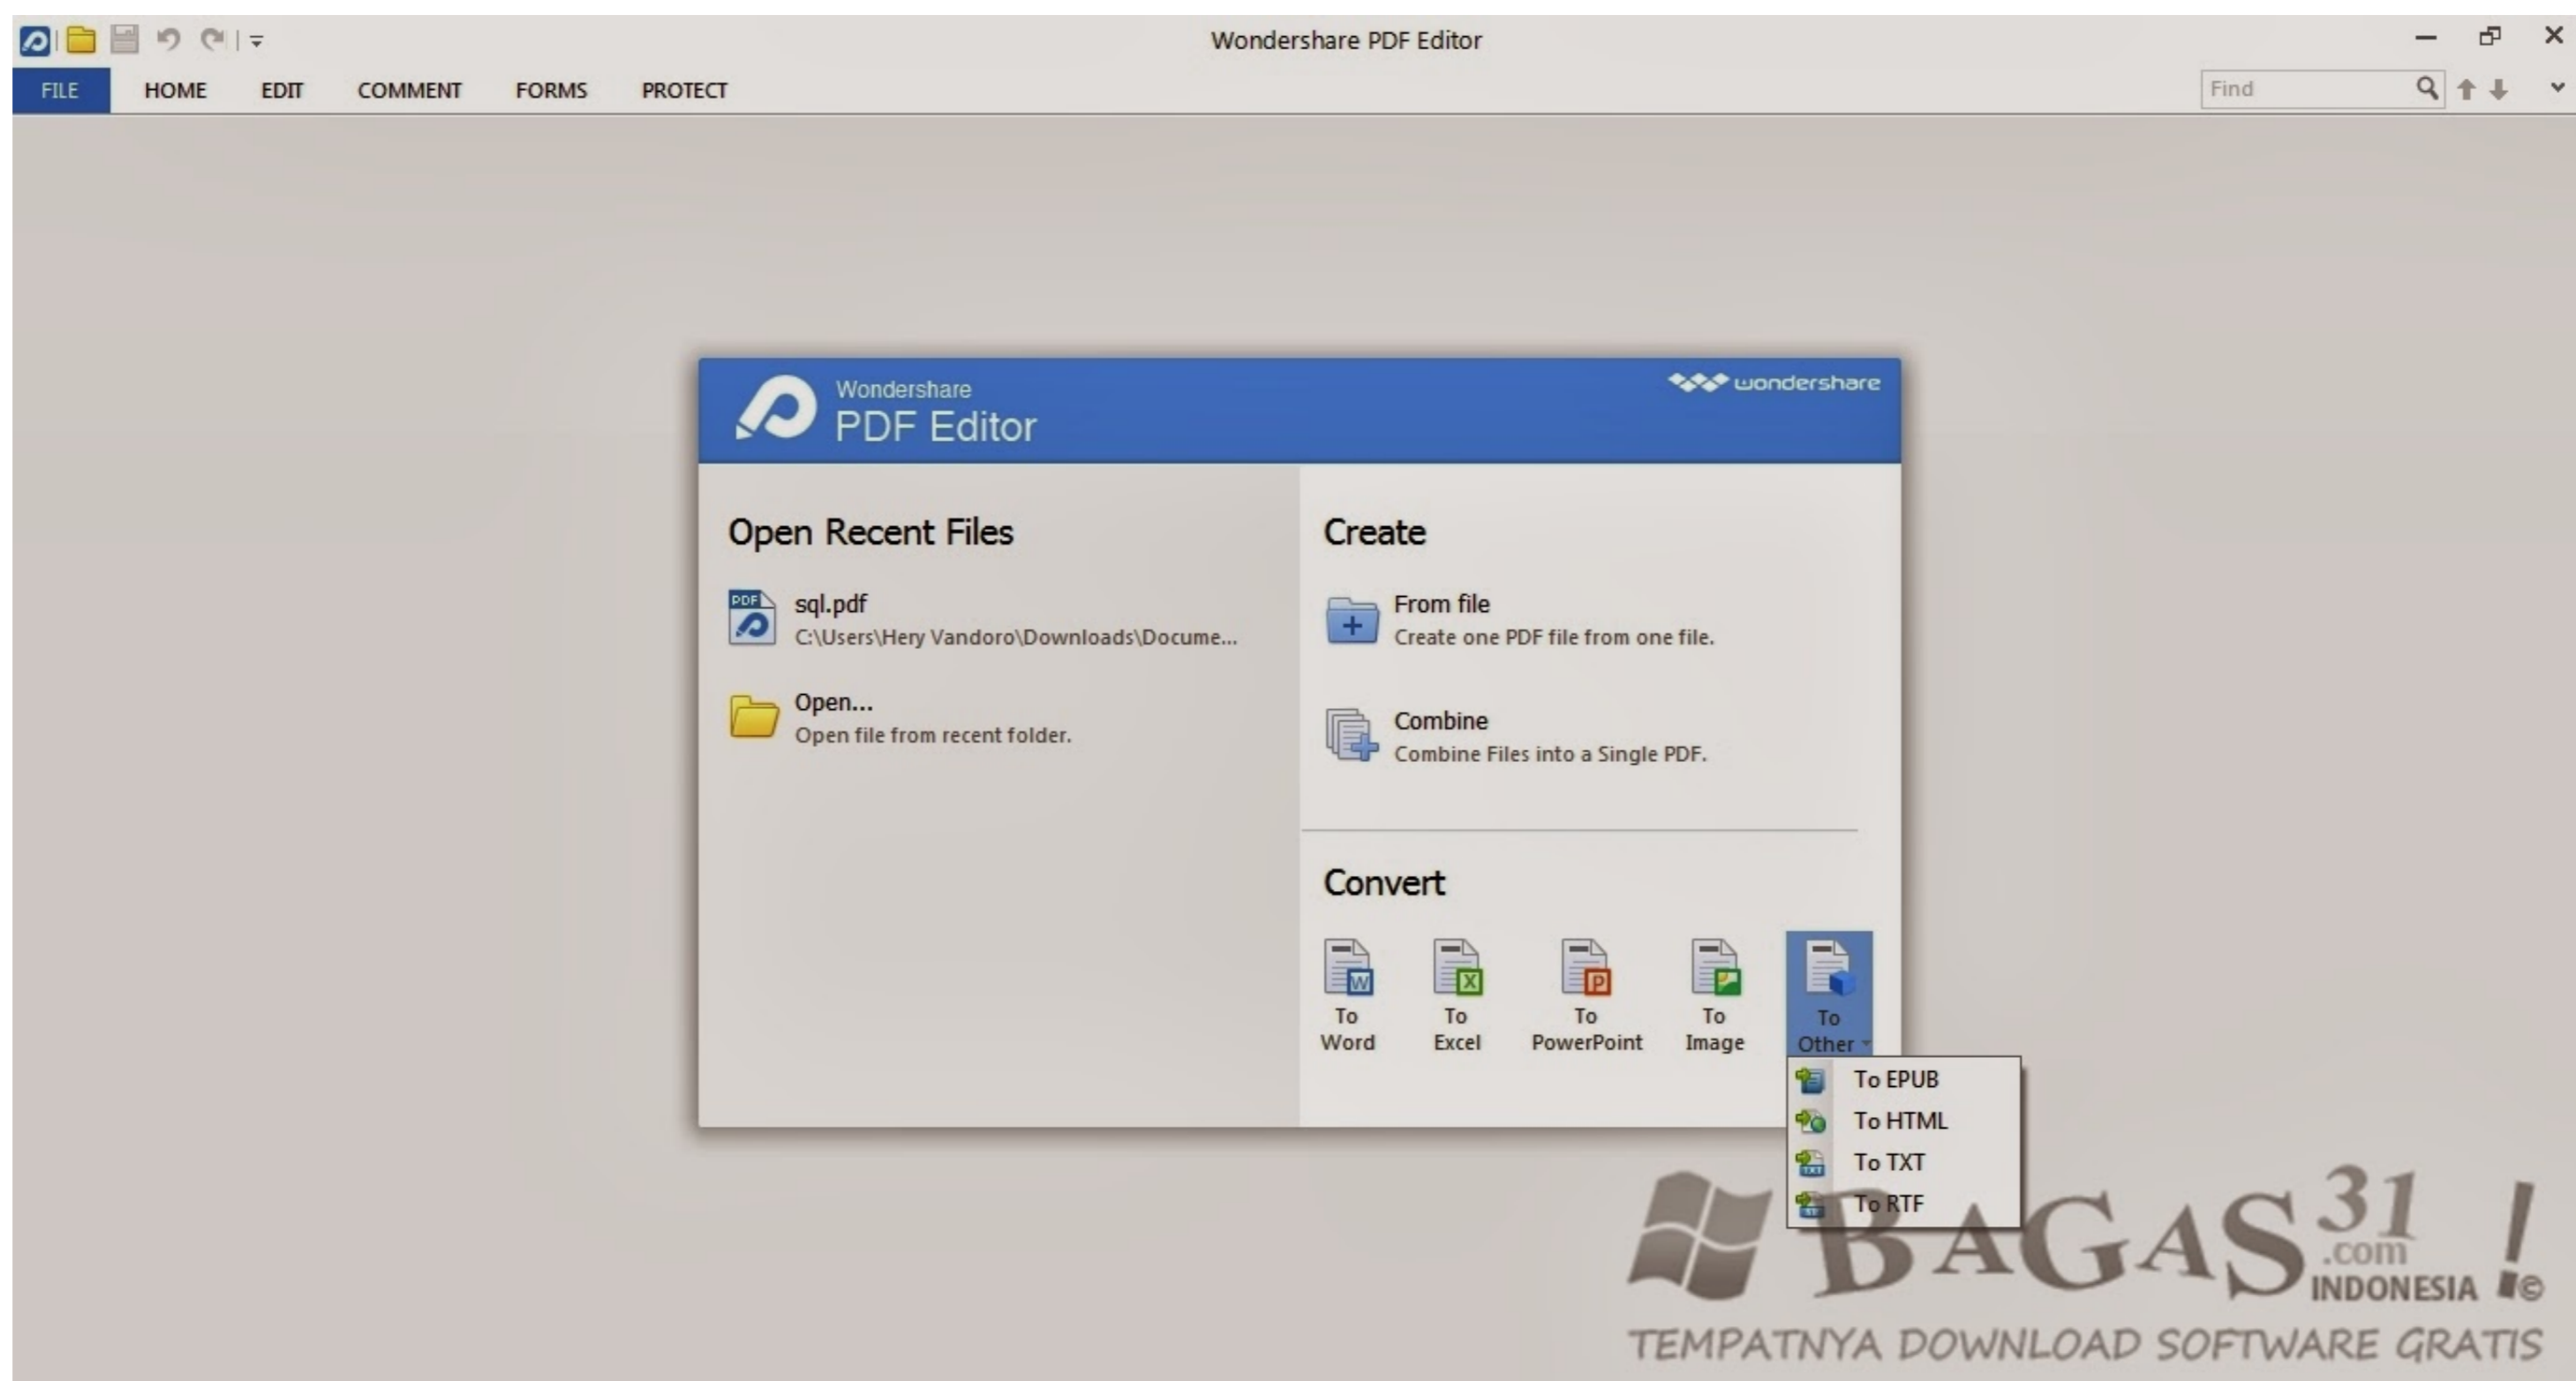 Wondershare PDF Editor
FILE HOME EDIT COMMENT FORMS PROTECT Find
Wondershare
PDF Editor
wondershare
Open Recent Files
sql.pdf
C:\Users\Hery Vandoro\Downloads\Docume...
Open...
Open file from recent folder.
Create
From file
Create one PDF file from one file.
Combine
Combine Files into a Single PDF.
Convert
To Word
To Excel
To PowerPoint
To Image
To Other
To EPUB
To HTML
To TXT
To RTF
BAGAS31!
.com
INDONESIA ©
TEMPATNYA DOWNLOAD SOFTWARE GRATIS